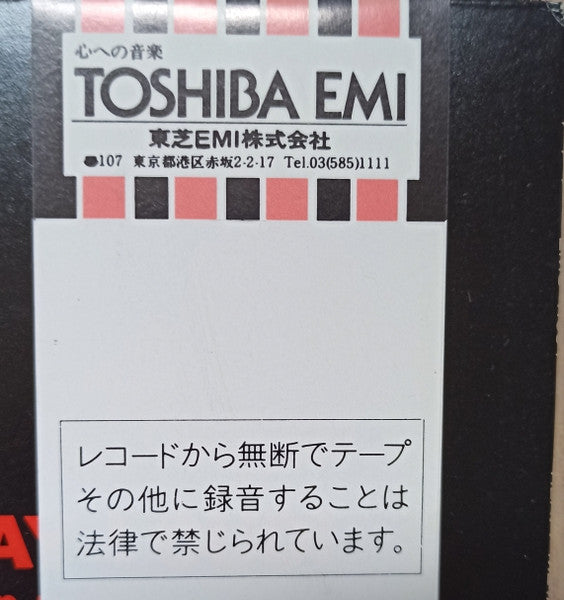 心への音楽
TOSHIBA EMI
東芝EMI株式会社
107 東京都港区赤坂2-2-17 Tel.03(585)1111
レコードから無断でテープ
その他に録音することは
法律で禁じられています。